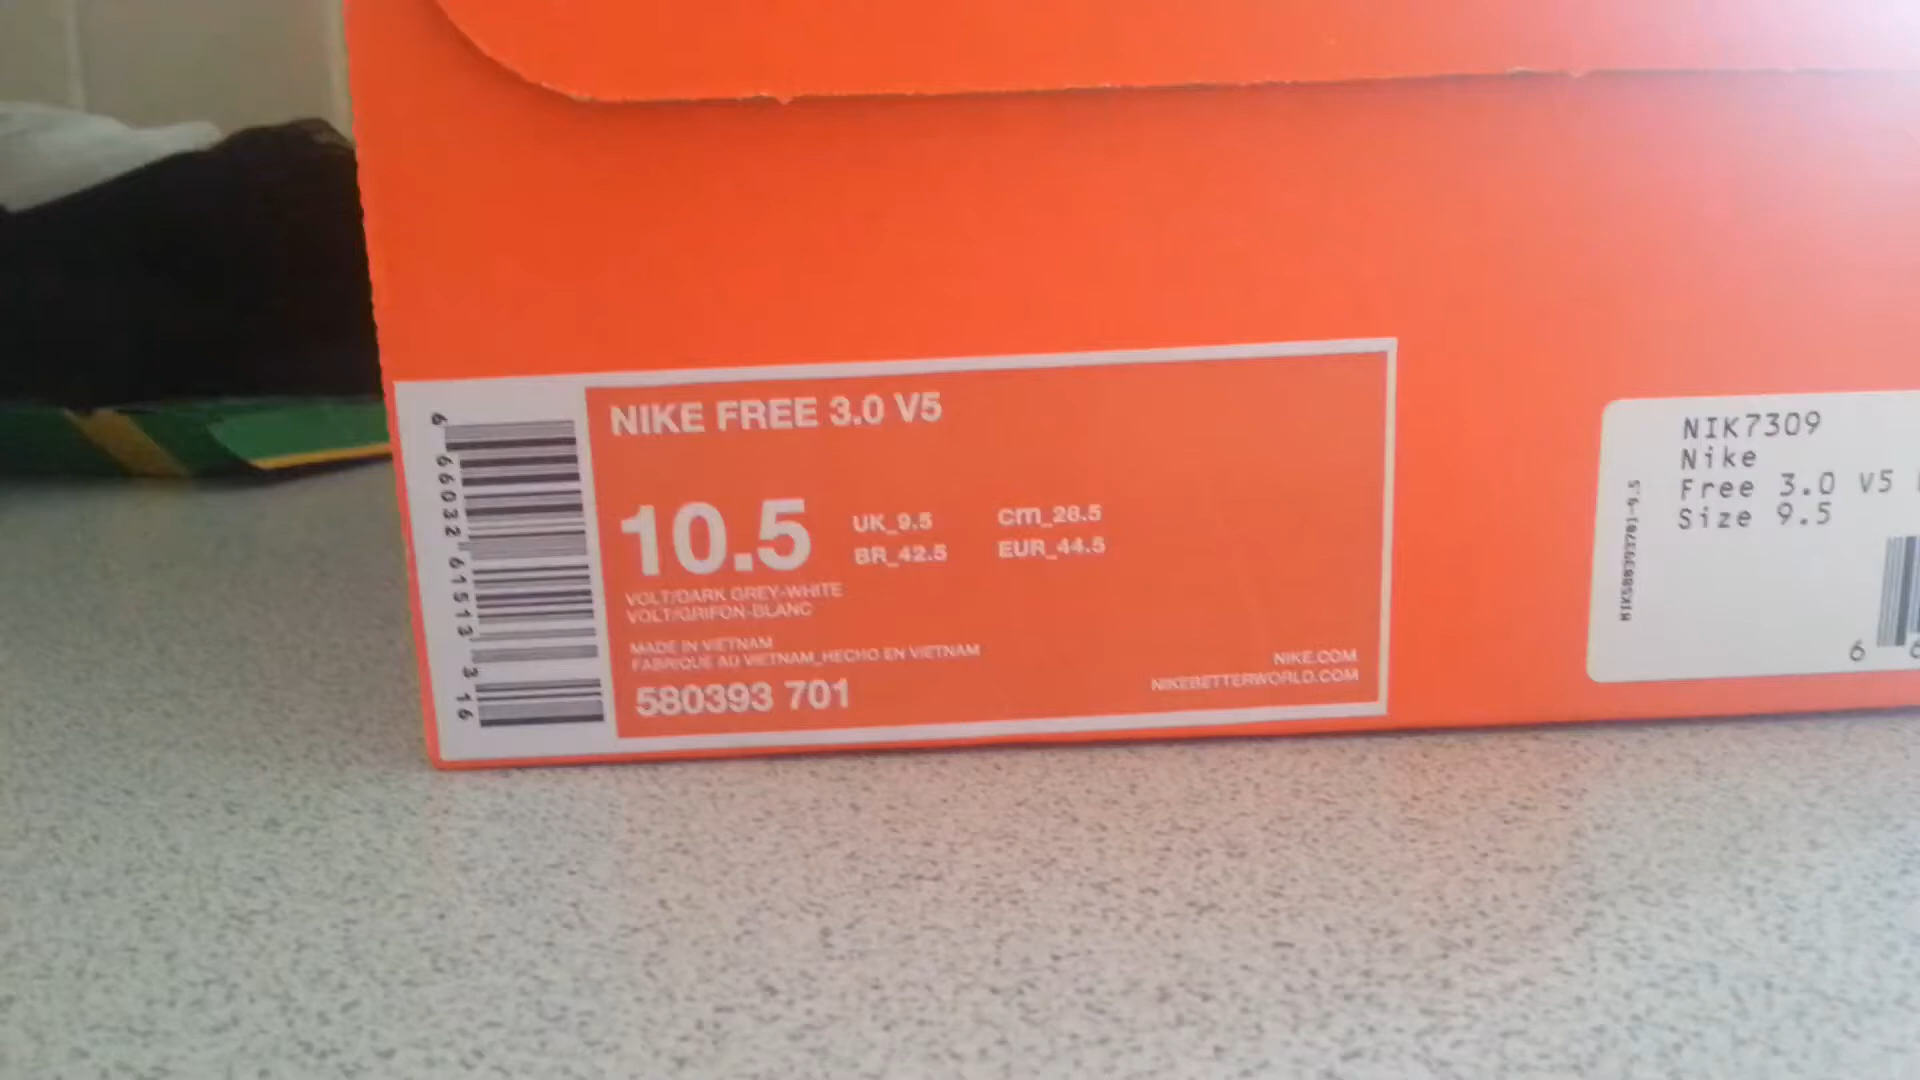 NIKE FREE 3.0 V5
10.5
UK_9.5 cm_28.5
BR_42.5 EUR_44.5
VOLT/DARK GREY-WHITE
VOLT/GRIFON-BLANC
MADE IN VIETNAM
FABRIQUE AU VIETNAM_HECHO EN VIETNAM
580393 701
NIKE.COM
NIKEBETTERWORLD.COM
6 66032 61513 3 16
NIK7309
Nike
Free 3.0 V5
Size 9.5
6